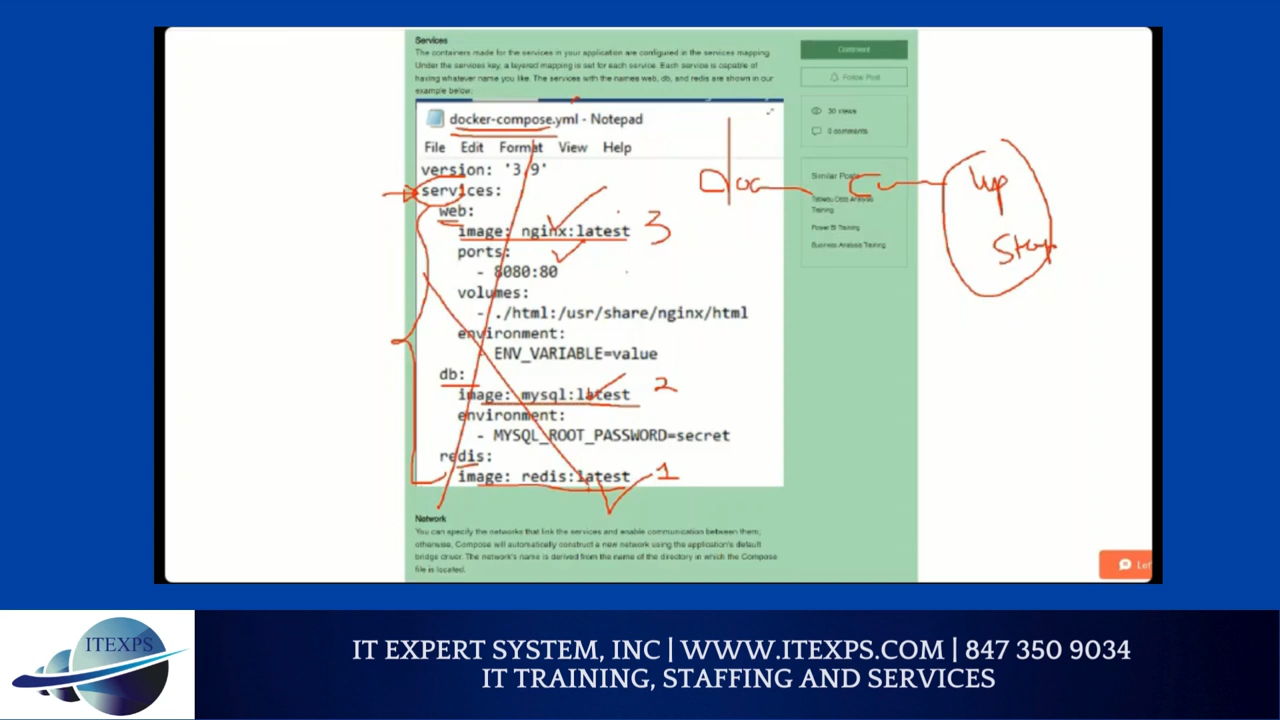 Services
The containers made for the services in your application are configured in the services mapping.
Under the services key, a layered mapping is set for each service. Each service is capable of
having whatever name you like. The services with the names web, db, and redis are shown in our
example below:
docker-compose.yml - Notepad
File Edit Format View Help
version: '3.9'
services:
web:
image: nginx:latest 3
ports:
- 8080:80
volumes:
- ./html:/usr/share/nginx/html
environment:
- ENV_VARIABLE=value
db:
image: mysql:latest 2
environment:
- MYSQL_ROOT_PASSWORD=secret
redis:
image: redis:latest 1
Network
You can specify the networks that link the services and enable communication between them;
otherwise, Compose will automatically construct a new network using the application's default
bridge driver. The network's name is derived from the name of the directory in which the Compose
file is located.
Comment
Follow Post
30 views
0 comments
Similar Posts
Tableau Data Analysis
Training
Power BI Training
Business Analysis Training
Up
Stop
Let
ITEXPS
IT EXPERT SYSTEM, INC | WWW.ITEXPS.COM | 847 350 9034
IT TRAINING, STAFFING AND SERVICES